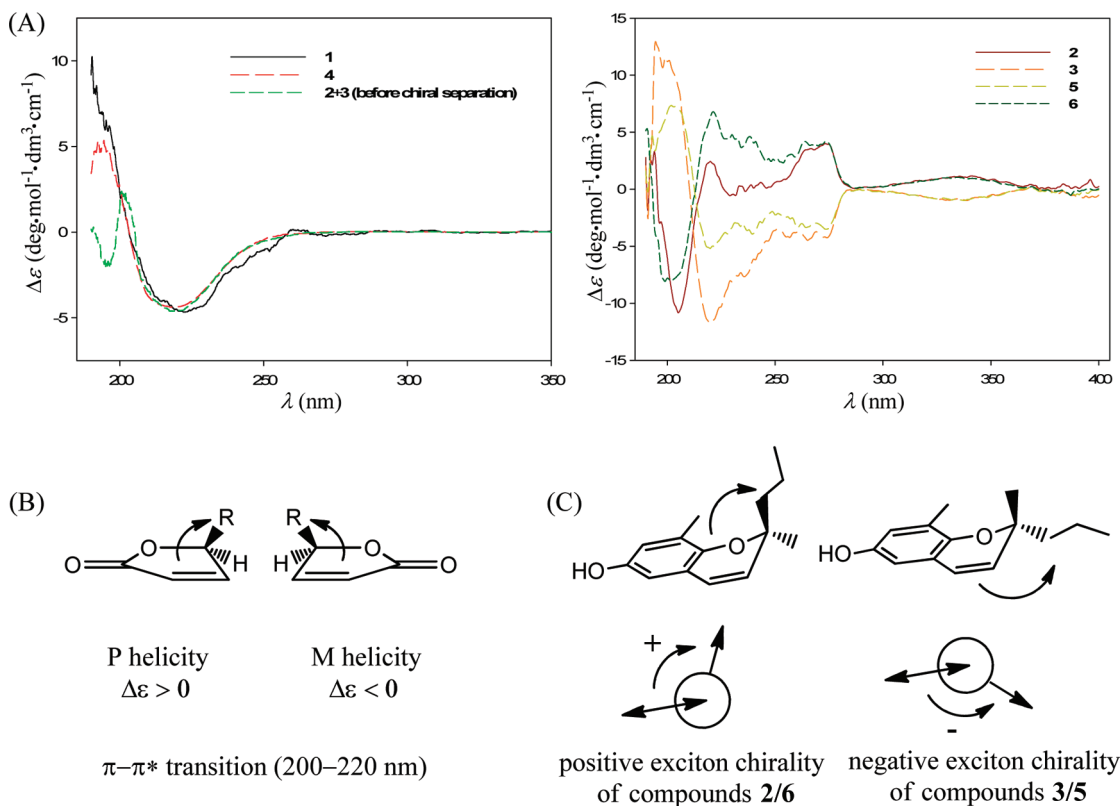 (A)
10
5
0
-5
200
250
300
350
Δε (deg•mol⁻¹•dm³•cm⁻¹)
λ (nm)
1
4
2+3 (before chiral separation)
15
10
5
0
-5
-10
-15
200
250
300
350
400
Δε (deg•mol⁻¹•dm³•cm⁻¹)
λ (nm)
2
3
5
6
(B)
O
O
R
H
R
H
O
O
P helicity
Δε > 0
M helicity
Δε < 0
π–π* transition (200–220 nm)
(C)
HO
O
HO
O
+
-
positive exciton chirality
of compounds 2/6
negative exciton chirality
of compounds 3/5